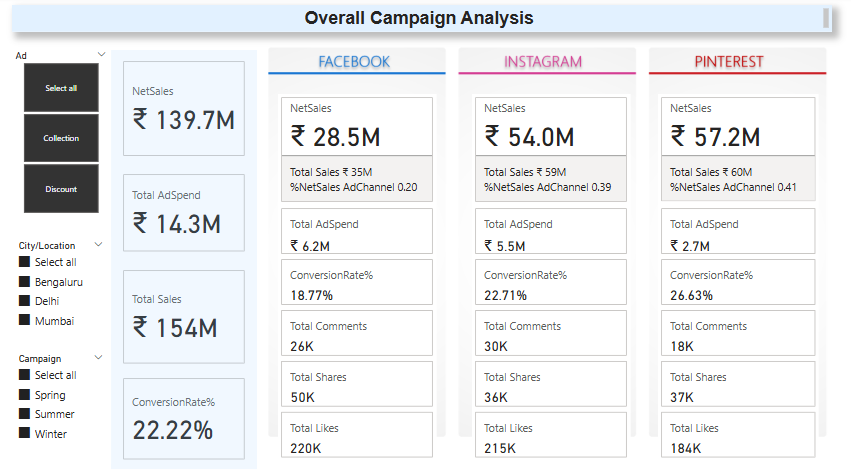 Overall Campaign Analysis
Ad
Select all
Collection
Discount
City/Location
Select all
Bengaluru
Delhi
Mumbai
Campaign
Select all
Spring
Summer
Winter
NetSales
₹ 139.7M
Total AdSpend
₹ 14.3M
Total Sales
₹ 154M
ConversionRate%
22.22%
FACEBOOK
NetSales
₹ 28.5M
Total Sales ₹ 35M
%NetSales AdChannel 0.20
Total AdSpend
₹ 6.2M
ConversionRate%
18.77%
Total Comments
26K
Total Shares
50K
Total Likes
220K
INSTAGRAM
NetSales
₹ 54.0M
Total Sales ₹ 59M
%NetSales AdChannel 0.39
Total AdSpend
₹ 5.5M
ConversionRate%
22.71%
Total Comments
30K
Total Shares
36K
Total Likes
215K
PINTEREST
NetSales
₹ 57.2M
Total Sales ₹ 60M
%NetSales AdChannel 0.41
Total AdSpend
₹ 2.7M
ConversionRate%
26.63%
Total Comments
18K
Total Shares
37K
Total Likes
184K